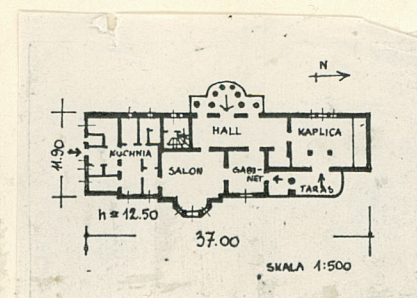 N
HALL
KAPLICA
KUCHNIA
11.90
SALON
GABI-
NET
TARAS
h = 12.50
37.00
SKALA 1:500